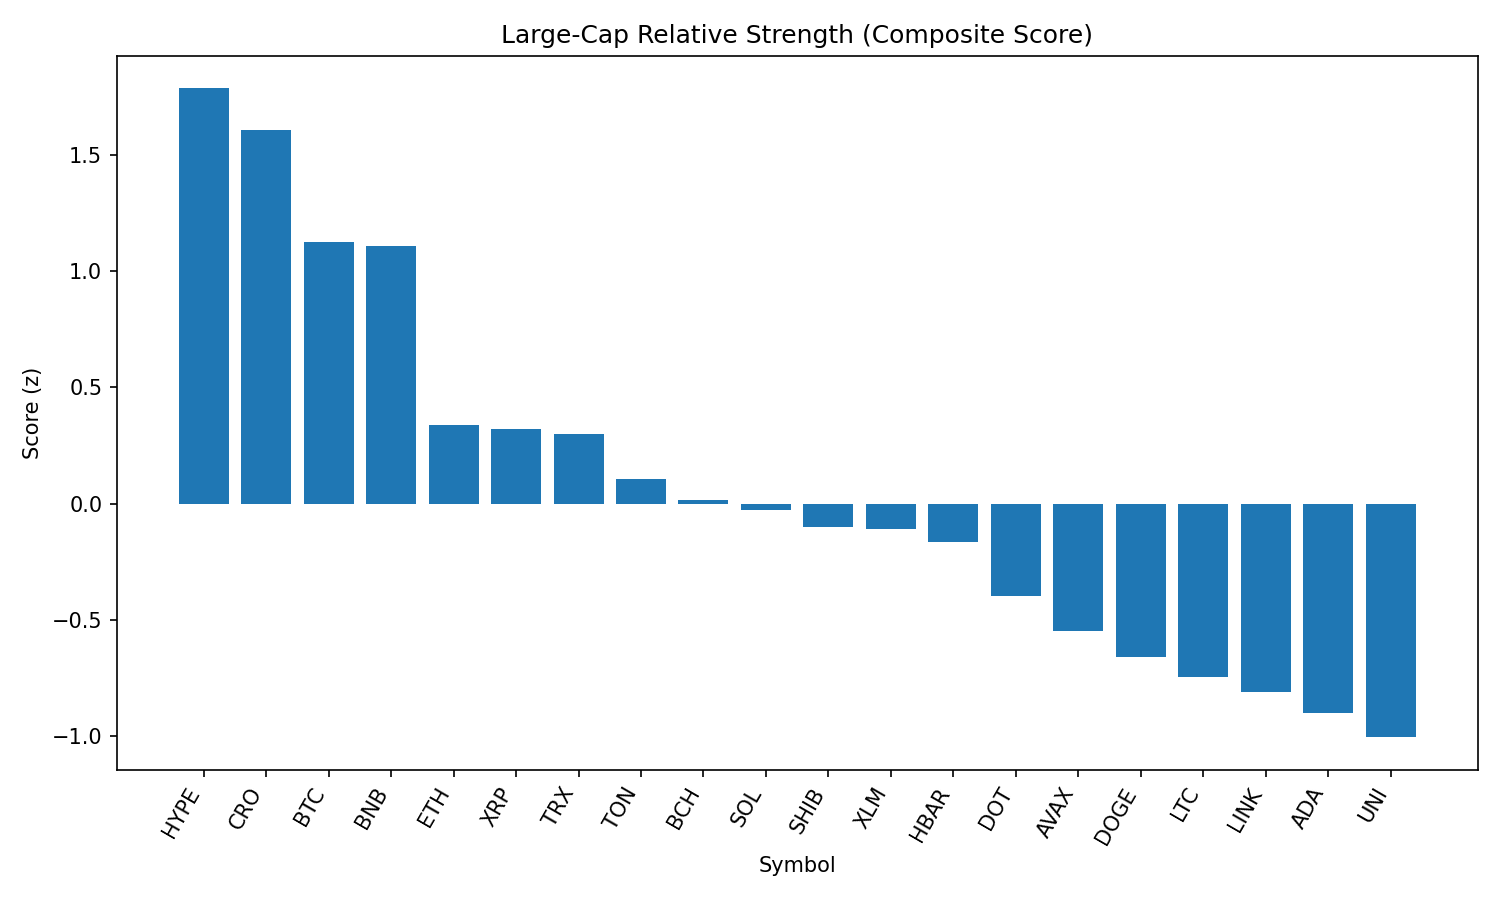 Large-Cap Relative Strength (Composite Score)
Score (z)
1.5
1.0
0.5
0.0
−0.5
−1.0
HYPE
CRO
BTC
BNB
ETH
XRP
TRX
TON
BCH
SOL
SHIB
XLM
HBAR
DOT
AVAX
DOGE
LTC
LINK
ADA
UNI
Symbol